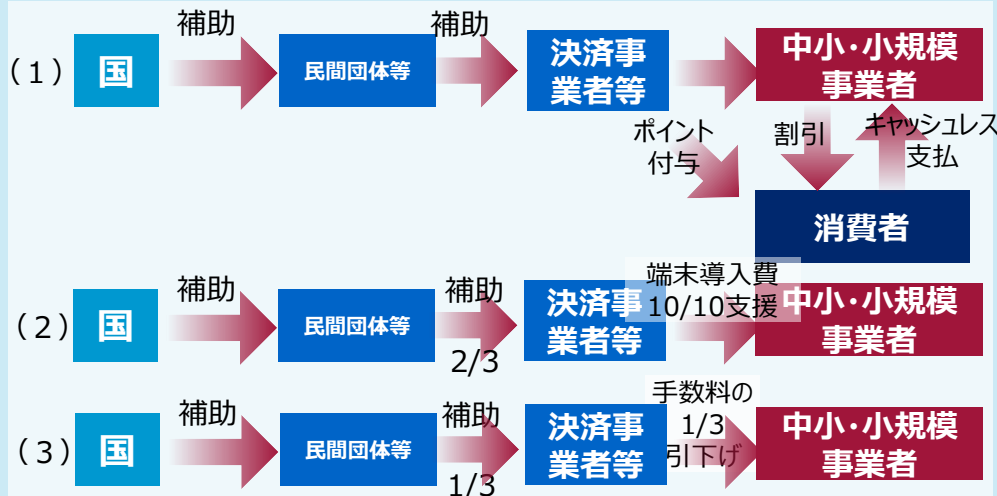 補助
補助
(1)
国
民間団体等
決済事
業者等
中小・小規模
事業者
ポイント
付与
割引
キャッシュレス
支払
消費者
補助
補助
端末導入費
10/10支援
(2)
国
民間団体等
2/3
決済事
業者等
中小・小規模
事業者
補助
補助
手数料の
1/3
引下げ
(3)
国
民間団体等
1/3
決済事
業者等
中小・小規模
事業者